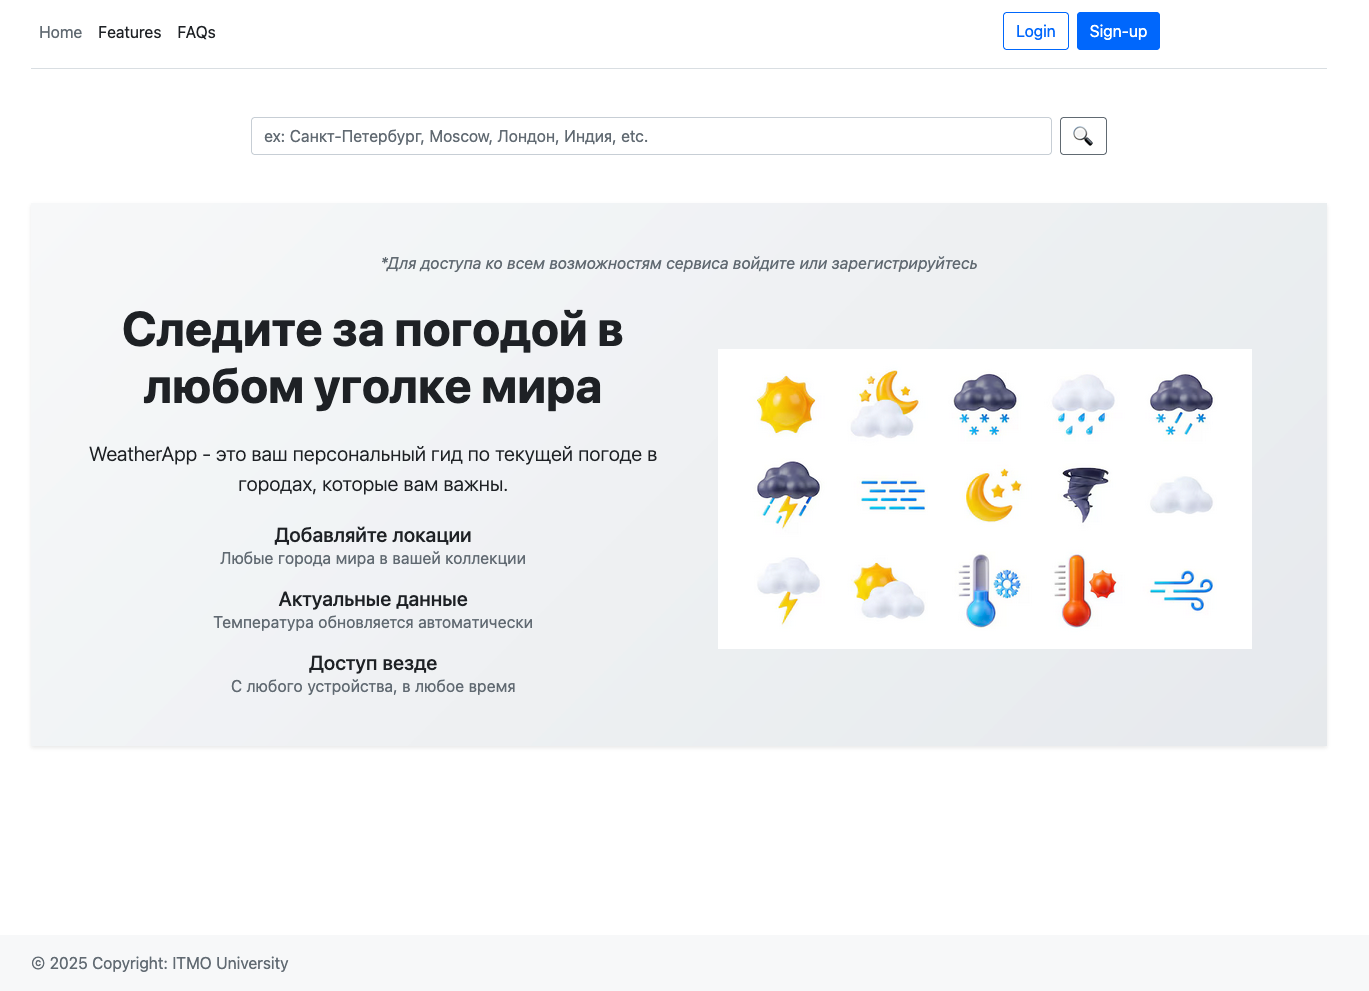 Home Features FAQs Login Sign-up
ex: Санкт-Петербург, Moscow, Лондон, Индия, etc.
*Для доступа ко всем возможностям сервиса войдите или зарегистрируйтесь
Следите за погодой в
любом уголке мира
WeatherApp - это ваш персональный гид по текущей погоде в
городах, которые вам важны.
Добавляйте локации
Любые города мира в вашей коллекции
Актуальные данные
Температура обновляется автоматически
Доступ везде
С любого устройства, в любое время
© 2025 Copyright: ITMO University